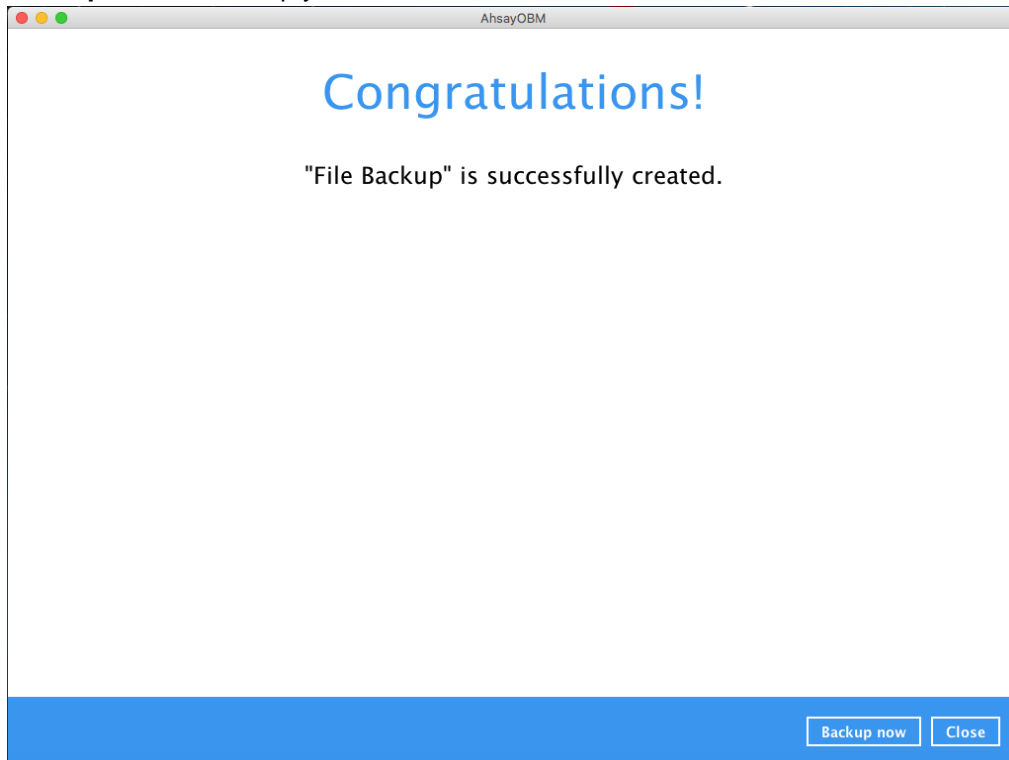 AhsayOBM
Congratulations!
"File Backup" is successfully created.
Backup now Close